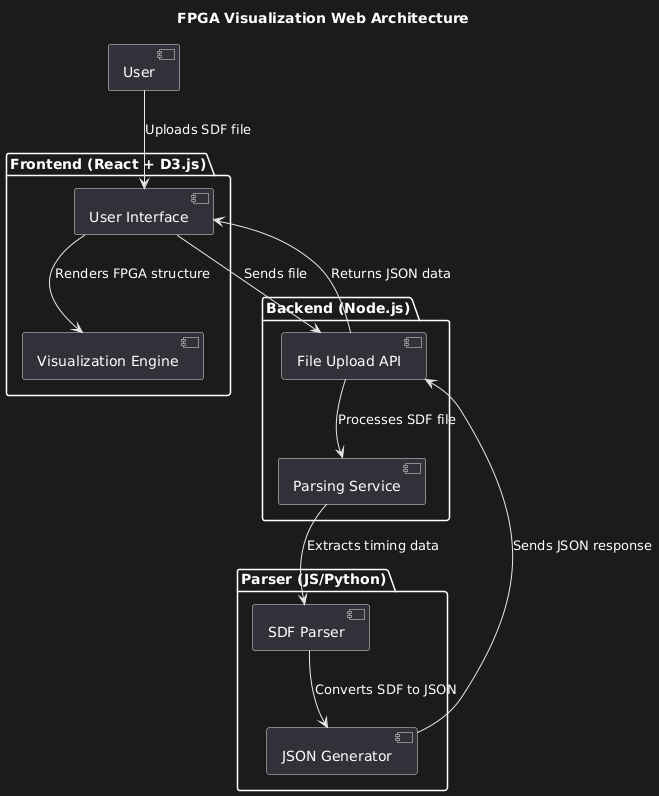 FPGA Visualization Web Architecture
User
Uploads SDF file
Frontend (React + D3.js)
User Interface
Renders FPGA structure
Sends file
Returns JSON data
Backend (Node.js)
Visualization Engine
File Upload API
Processes SDF file
Parsing Service
Extracts timing data
Sends JSON response
Parser (JS/Python)
SDF Parser
Converts SDF to JSON
JSON Generator